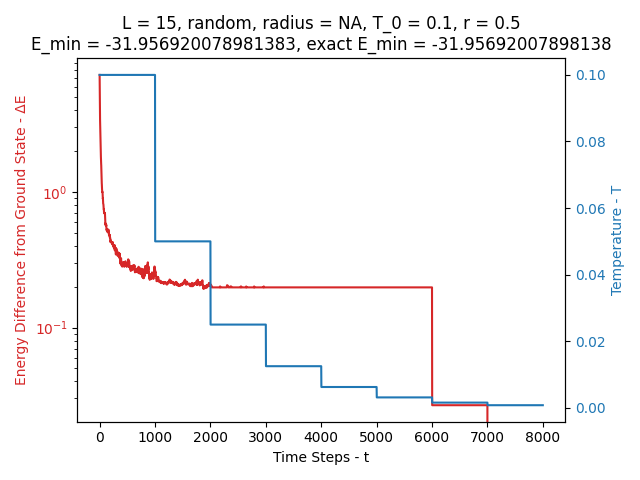 L = 15, random, radius = NA, T_0 = 0.1, r = 0.5
E_min = -31.956920078981383, exact E_min = -31.95692007898138
Energy Difference from Ground State - ΔE
10⁰
10⁻¹
0.10
0.08
0.06
0.04
0.02
0.00
Temperature - T
0 1000 2000 3000 4000 5000 6000 7000 8000
Time Steps - t